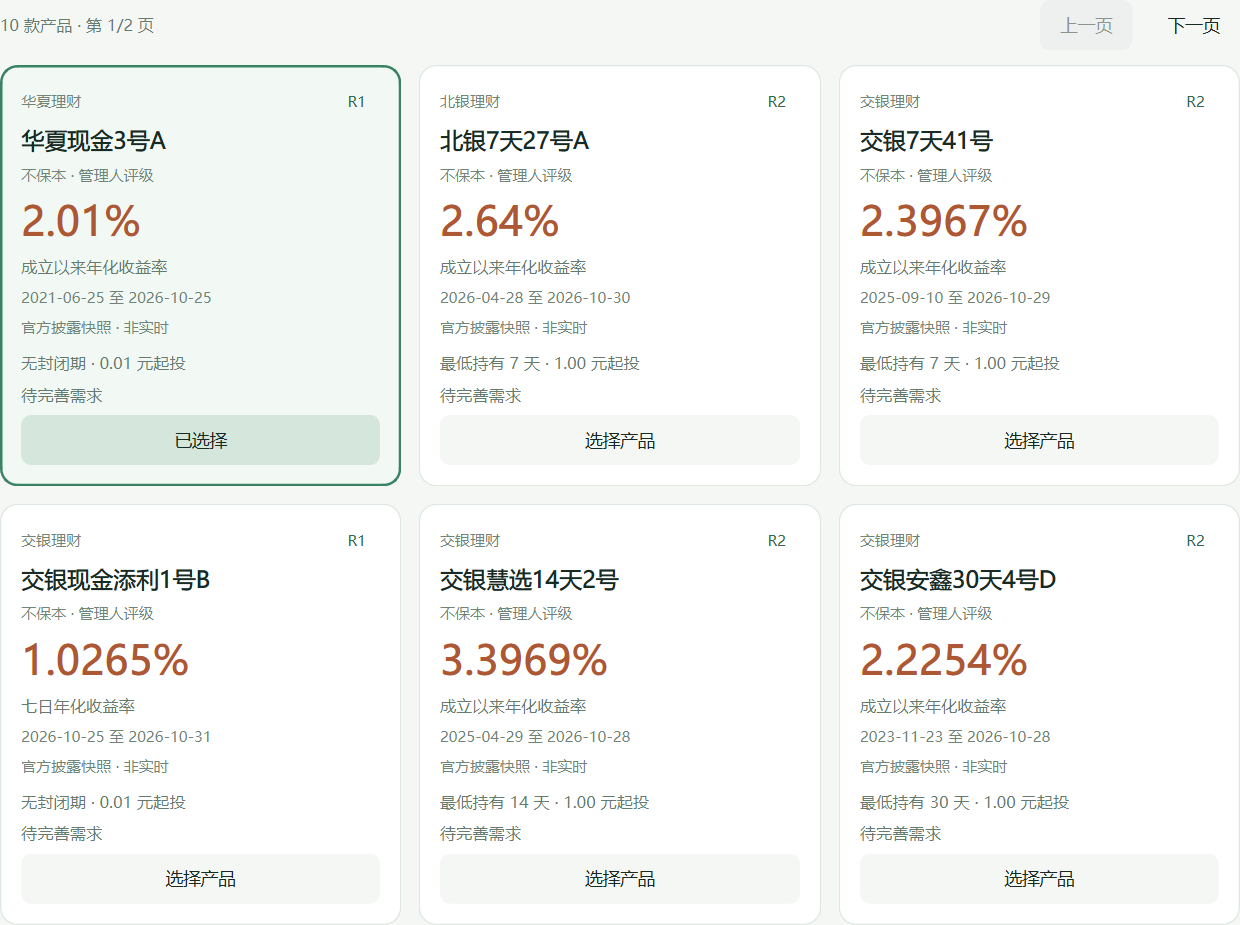 10 款产品 · 第 1/2 页
上一页
下一页
华夏理财
R1
华夏现金3号A
不保本 · 管理人评级
2.01%
成立以来年化收益率
2021-06-25 至 2026-10-25
官方披露快照 · 非实时
无封闭期 · 0.01 元起投
待完善需求
已选择
北银理财
R2
北银7天27号A
不保本 · 管理人评级
2.64%
成立以来年化收益率
2026-04-28 至 2026-10-30
官方披露快照 · 非实时
最低持有 7 天 · 1.00 元起投
待完善需求
选择产品
交银理财
R2
交银7天41号
不保本 · 管理人评级
2.3967%
成立以来年化收益率
2025-09-10 至 2026-10-29
官方披露快照 · 非实时
最低持有 7 天 · 1.00 元起投
待完善需求
选择产品
交银理财
R1
交银现金添利1号B
不保本 · 管理人评级
1.0265%
七日年化收益率
2026-10-25 至 2026-10-31
官方披露快照 · 非实时
无封闭期 · 0.01 元起投
待完善需求
选择产品
交银理财
R2
交银慧选14天2号
不保本 · 管理人评级
3.3969%
成立以来年化收益率
2025-04-29 至 2026-10-28
官方披露快照 · 非实时
最低持有 14 天 · 1.00 元起投
待完善需求
选择产品
交银理财
R2
交银安鑫30天4号D
不保本 · 管理人评级
2.2254%
成立以来年化收益率
2023-11-23 至 2026-10-28
官方披露快照 · 非实时
最低持有 30 天 · 1.00 元起投
待完善需求
选择产品